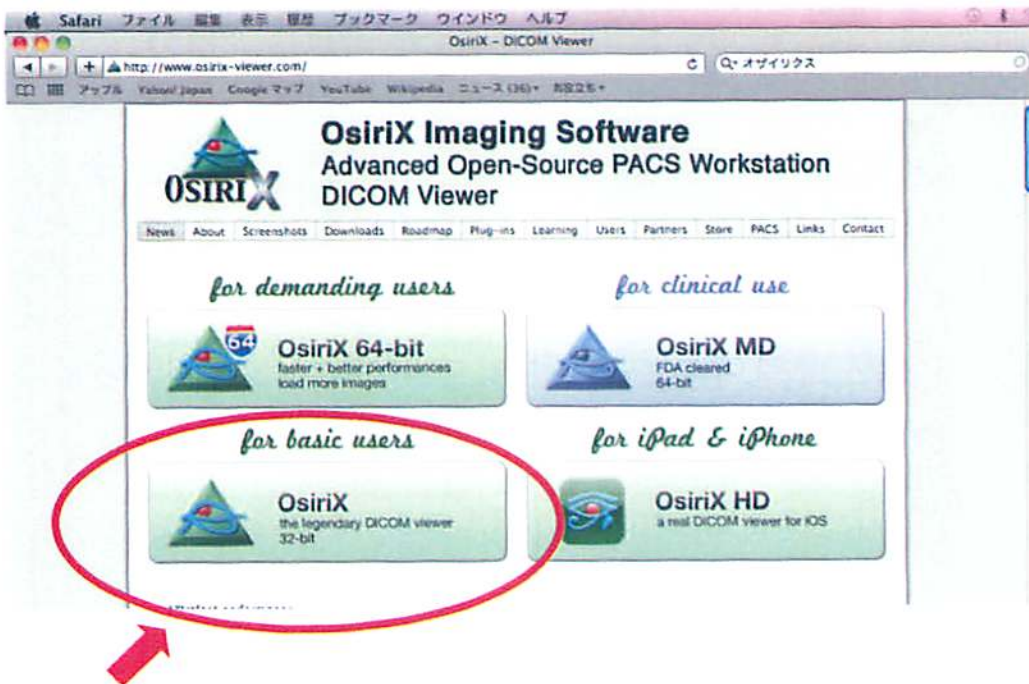 Safari ファイル 編集 表示 履歴 ブックマーク ウインドウ ヘルプ
OsiriX – DICOM Viewer
http://www.osirix-viewer.com/
オザイリクス
アップル Yahoo! Japan Google マップ YouTube Wikipedia ニュース (36) お役立ち
OSIRIX
OsiriX Imaging Software
Advanced Open-Source PACS Workstation
DICOM Viewer
News About Screenshots Downloads Roadmap Plug-ins Learning Users Partners Store PACS Links Contact
for demanding users
for clinical use
64
OsiriX 64-bit
faster + better performances
load more images
OsiriX MD
FDA cleared
64-bit
for basic users
for iPad & iPhone
OsiriX
the legendary DICOM viewer
32-bit
OsiriX HD
a real DICOM viewer for iOS